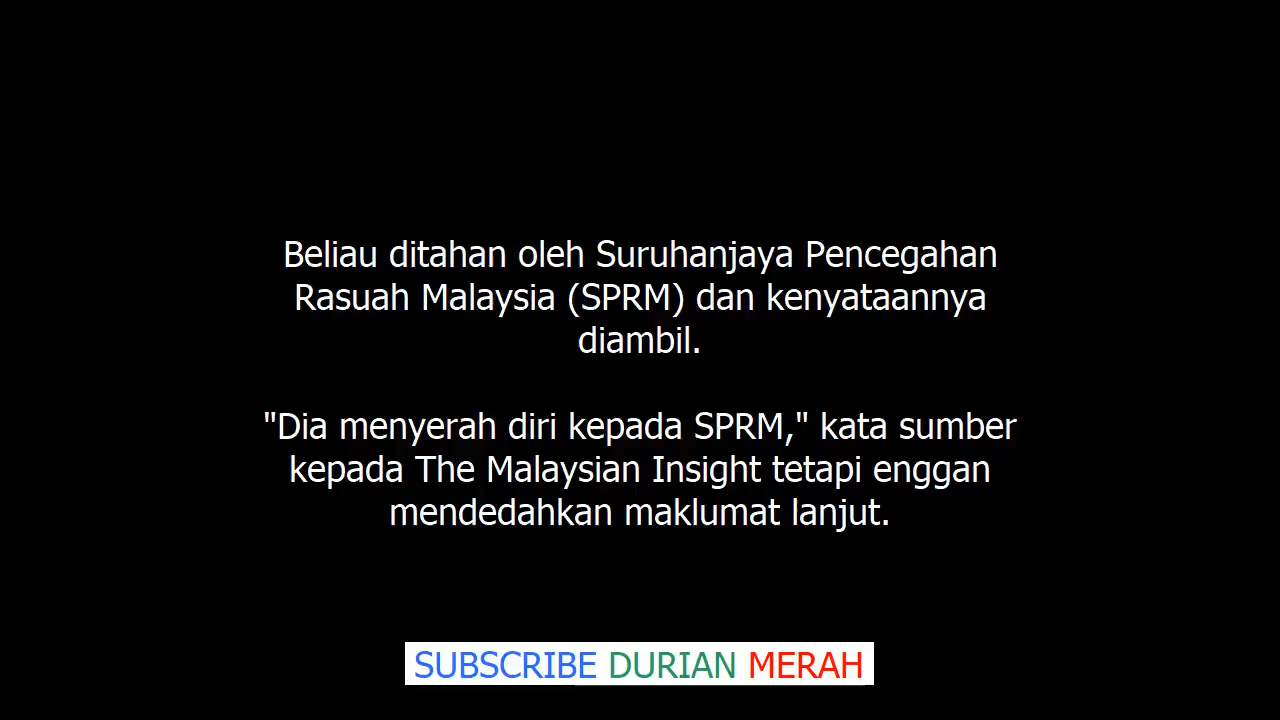 Beliau ditahan oleh Suruhanjaya Pencegahan
Rasuah Malaysia (SPRM) dan kenyataannya
diambil.
"Dia menyerah diri kepada SPRM," kata sumber
kepada The Malaysian Insight tetapi enggan
mendedahkan maklumat lanjut.
SUBSCRIBE DURIAN MERAH